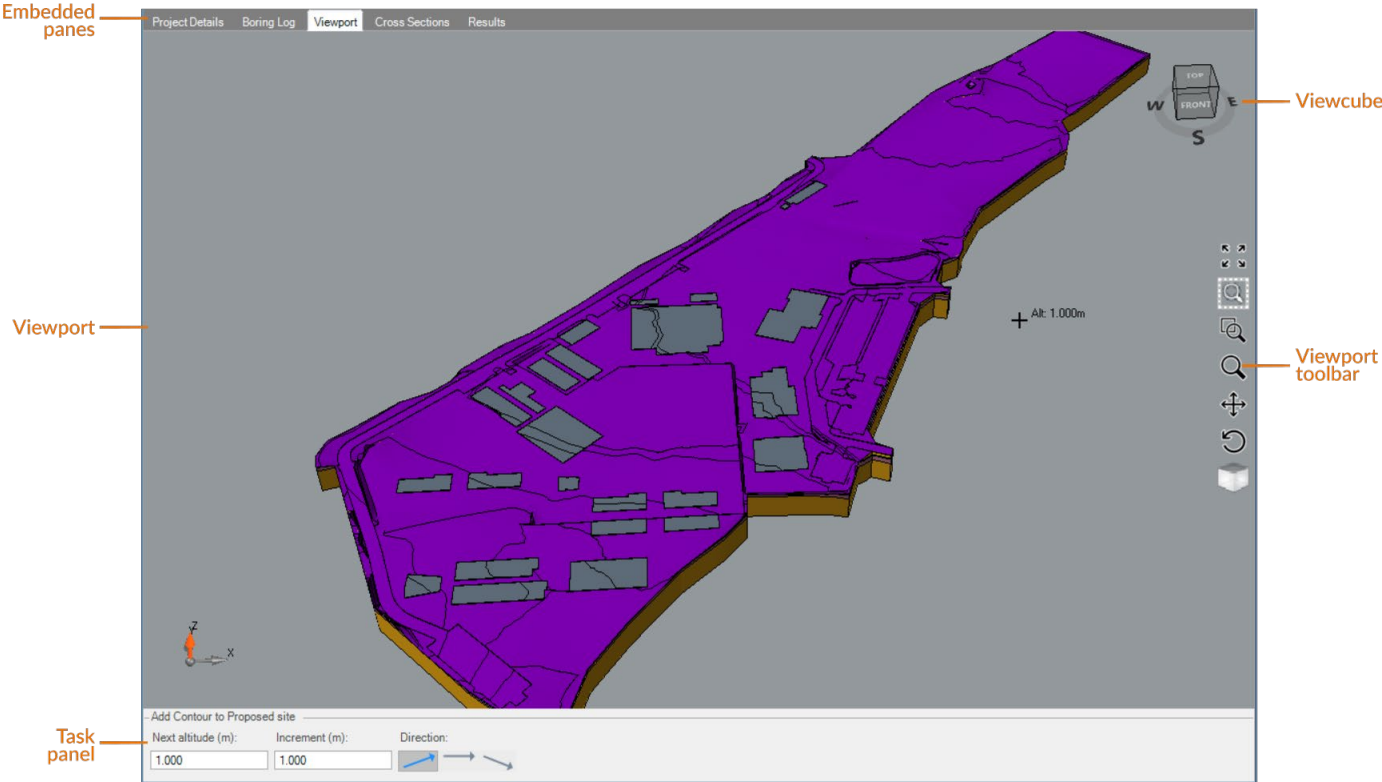 Embedded
panes
Project Details Boring Log Viewport Cross Sections Results
TOP
FRONT
W E
S
Viewcube
Viewport
Alt: 1.000m
Viewport
toolbar
Z
X
Add Contour to Proposed site
Task
panel
Next altitude (m): Increment (m): Direction:
1.000 1.000